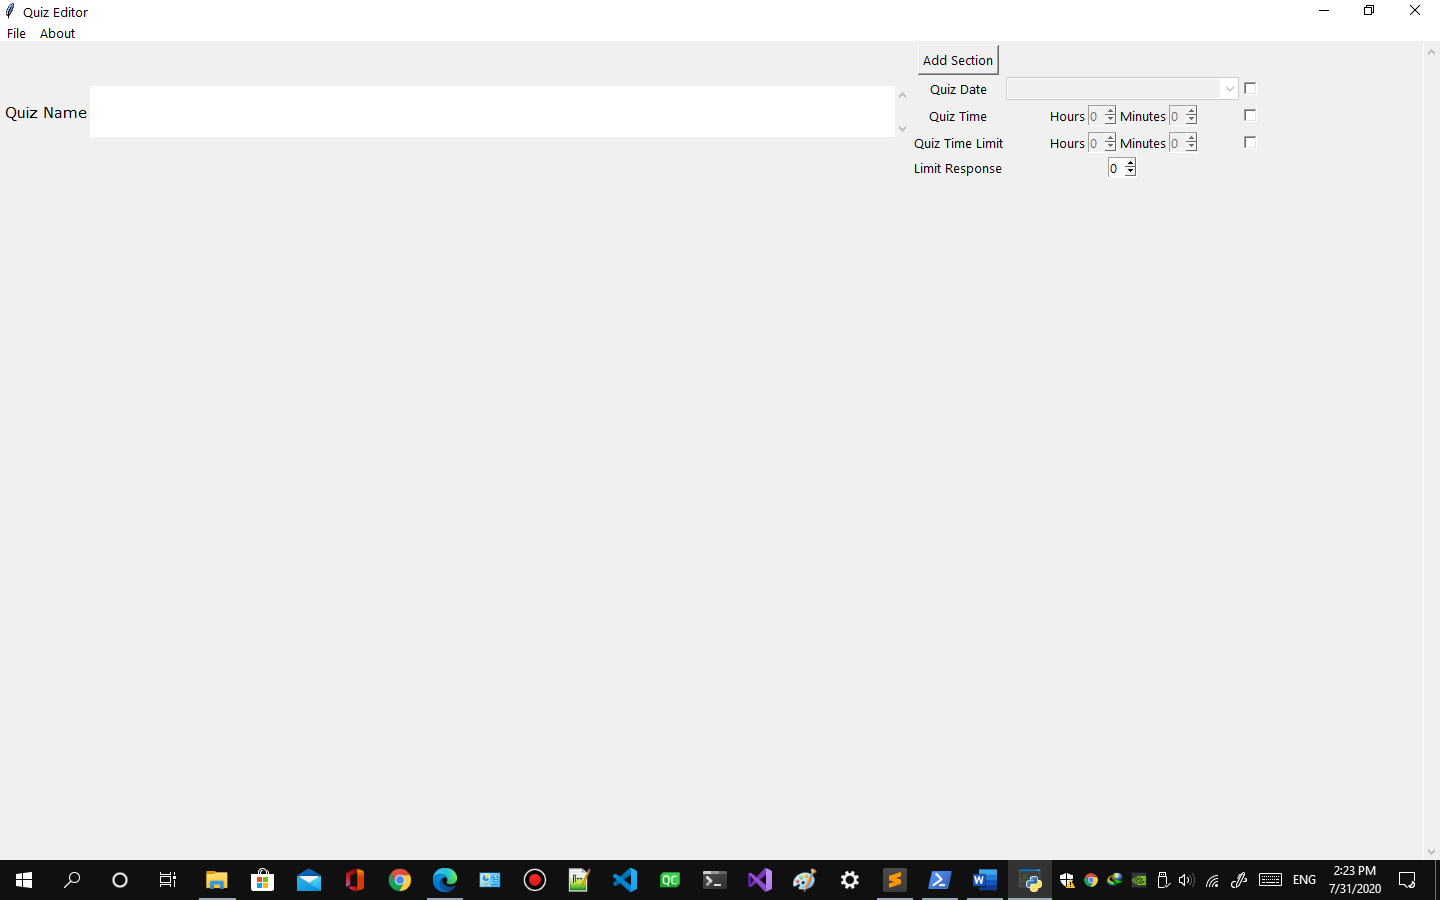 Quiz Editor
File About
Add Section
Quiz Date
Quiz Name
Quiz Time Hours 0 Minutes 0
Quiz Time Limit Hours 0 Minutes 0
Limit Response 0
QC
W
ENG
2:23 PM
7/31/2020